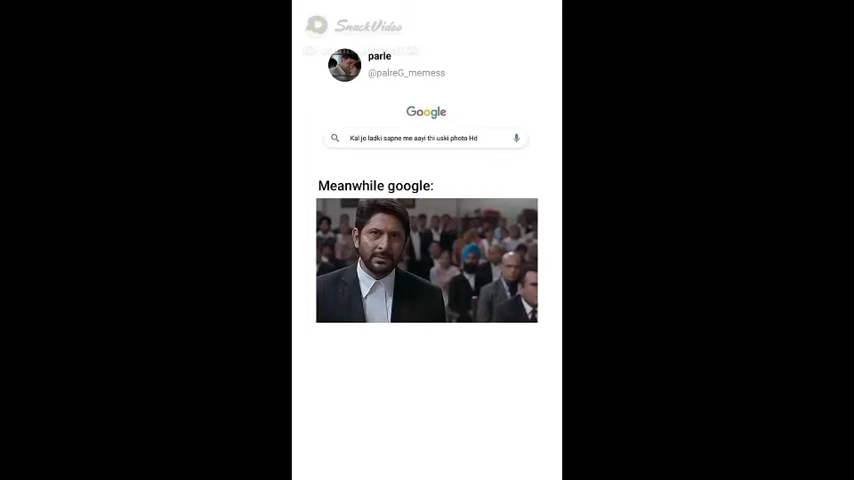 SnackVideo
parle
@palreG_memess
Google
Kal jo ladki sapne me aayi thi uski photo Hd
Meanwhile google: